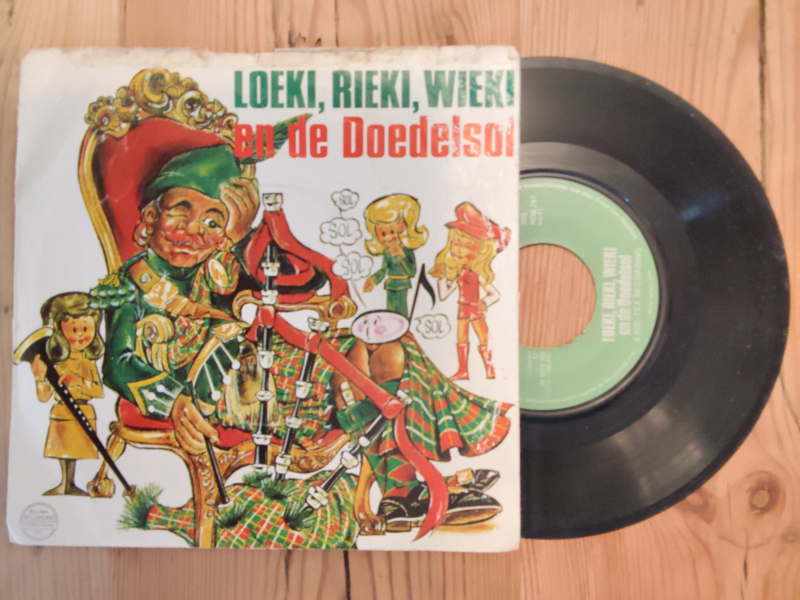 LOEKI, RIEKI, WIEKI
en de Doedelsol
SOL
SOL
SOL
SOL
LOEKI, RIEKI, WIEKI
en de Doedelsol